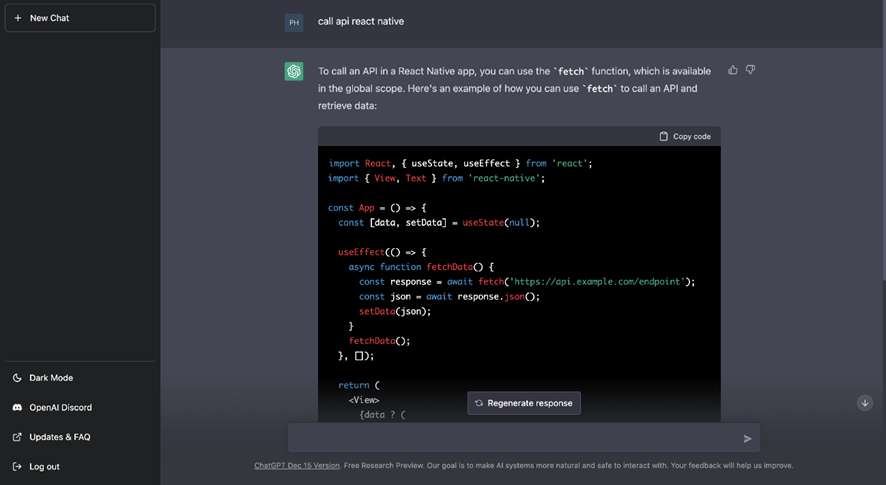 New Chat
Dark Mode
OpenAI Discord
Updates & FAQ
Log out
PH
call api react native
To call an API in a React Native app, you can use the `fetch` function, which is available
in the global scope. Here's an example of how you can use `fetch` to call an API and
retrieve data:
Copy code
import React, { useState, useEffect } from 'react';
import { View, Text } from 'react-native';
const App = () => {
const [data, setData] = useState(null);
useEffect(() => {
async function fetchData() {
const response = await fetch('https://api.example.com/endpoint');
const json = await response.json();
setData(json);
}
fetchData();
}, []);
return (
<View>
{data ? (
Regenerate response
ChatGPT Dec 15 Version. Free Research Preview. Our goal is to make AI systems more natural and safe to interact with. Your feedback will help us improve.